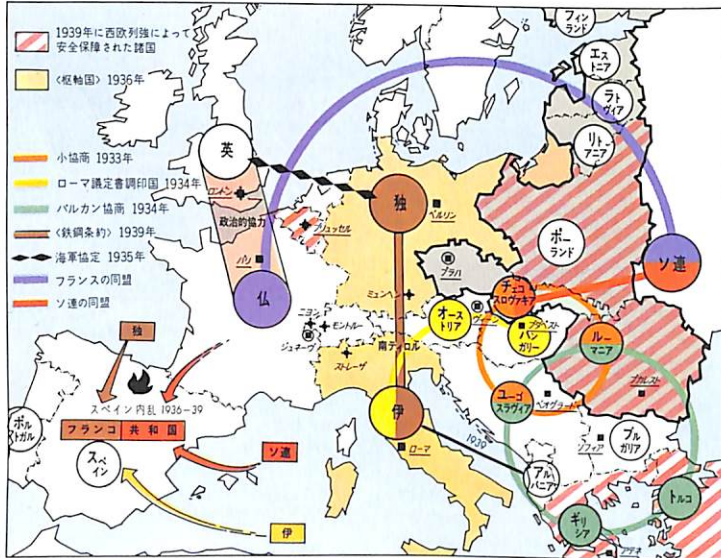 1939年に西欧列強によって
安全保障された諸国
〈枢軸国〉1936年
小協商 1933年
ローマ議定書調印国 1934年
バルカン協商 1934年
〈鉄鋼条約〉1939年
海軍協定 1935年
フランスの同盟
ソ連の同盟
フィン
ランド
エス
トニア
ラト
ヴィア
リト
アニア
英
ロンドン
政治的協力
パリ
仏
ブリュッセル
独
ベルリン
ポー
ランド
ソ連
プラハ
チェコ
スロヴァキア
ミュンヘン
オース
トリア
ウィーン
ブダペスト
ハン
ガリー
ルー
マニア
ブカレスト
ニヨン
モントルー
ジュネーヴ
ストレーザ
南ティロル
ユーゴ
スラヴィア
ベオグラード
ブル
ガリア
ソフィア
伊
ローマ
1939
アル
バニア
ギリ
シア
アテネ
トルコ
独
スペイン内乱 1936-39
フランコ
共和国
ポル
トガル
スペ
イン
ソ連
伊